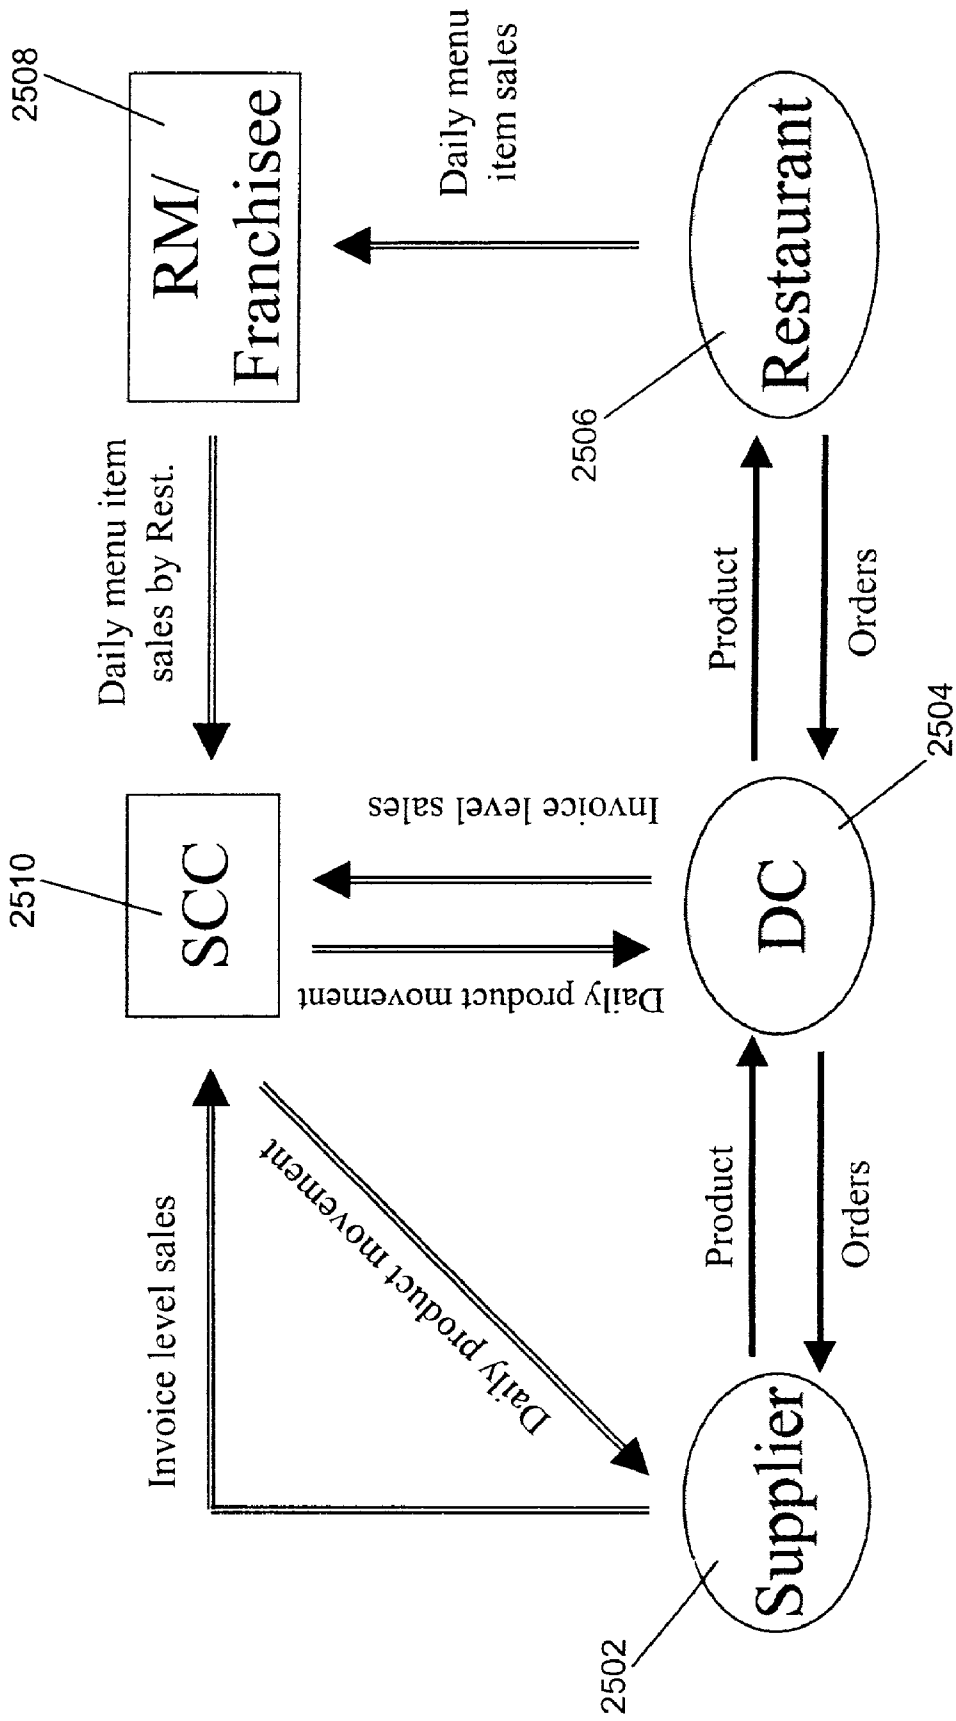 2510
SCC
2508
RM/
Franchisee
Daily menu item
sales by Rest.
Invoice level sales
Daily product movement
Daily product movement
Invoice level sales
Daily menu
item sales
2502
Supplier
Product
Orders
DC
2504
Product
Orders
2506
Restaurant